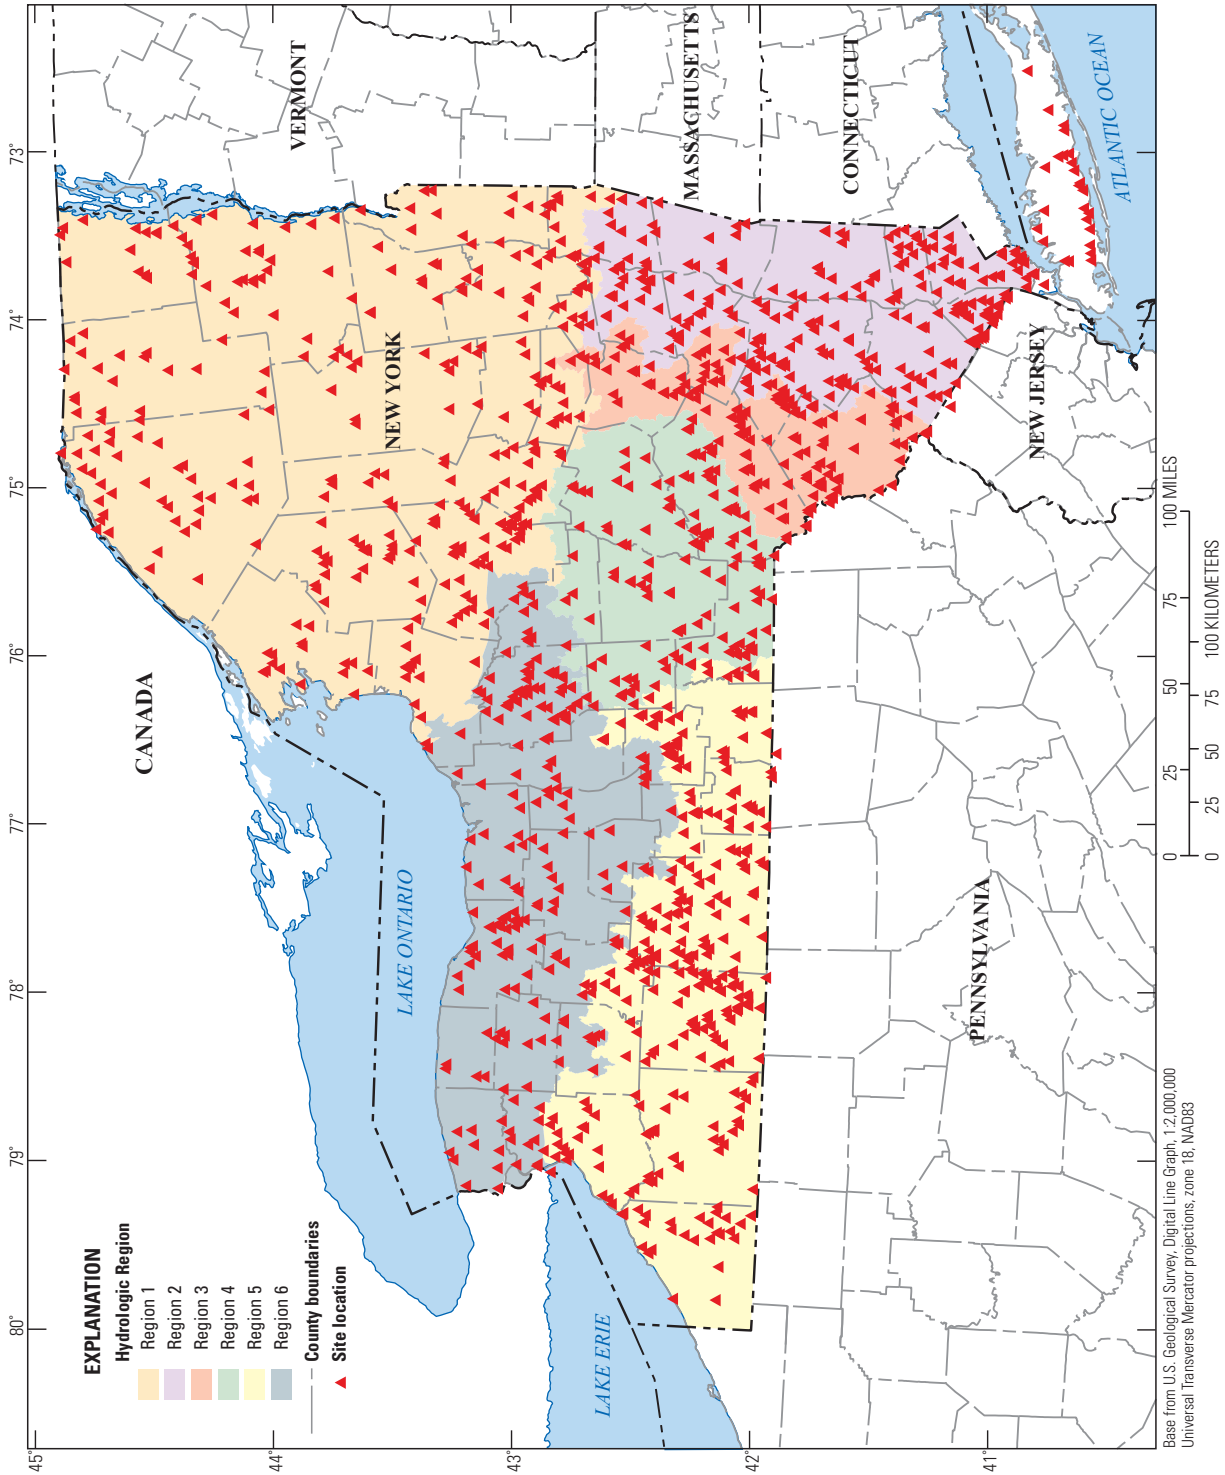 EXPLANATION
Hydrologic Region
Region 1
Region 2
Region 3
Region 4
Region 5
Region 6
County boundaries
Site location
CANADA
LAKE ONTARIO
LAKE ERIE
NEW YORK
VERMONT
MASSACHUSETTS
CONNECTICUT
ATLANTIC OCEAN
NEW JERSEY
PENNSYLVANIA
80°
79°
78°
77°
76°
75°
74°
73°
45°
44°
43°
42°
41°
0 25 50 75 100 MILES
0 25 50 75 100 KILOMETERS
Base from U.S. Geological Survey, Digital Line Graph, 1:2,000,000
Universal Transverse Mercator projections, zone 18, NAD83